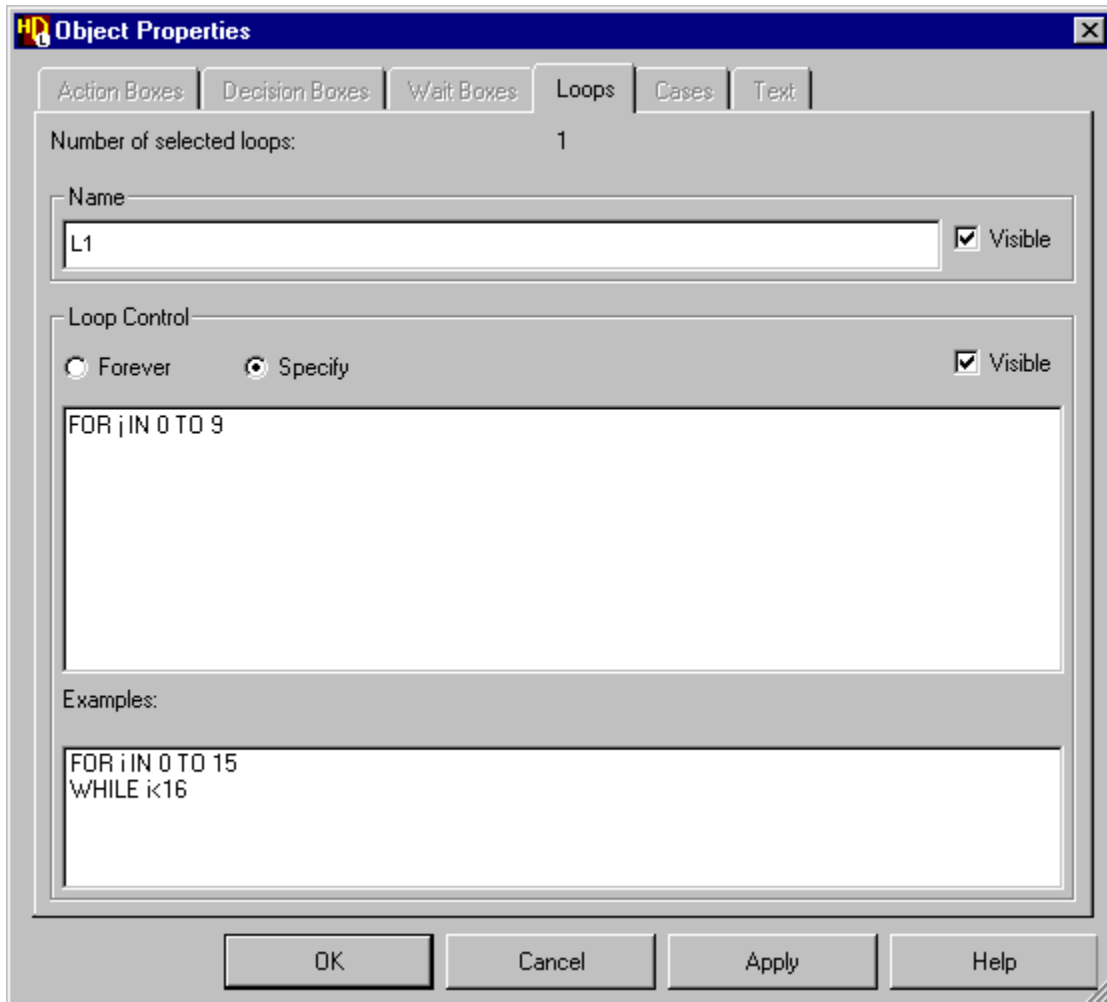 HDL Object Properties
Action Boxes Decision Boxes Wait Boxes Loops Cases Text
Number of selected loops: 1
Name
L1 Visible
Loop Control
Forever Specify Visible
FOR j IN 0 TO 9
Examples:
FOR i IN 0 TO 15
WHILE i<16
OK Cancel Apply Help